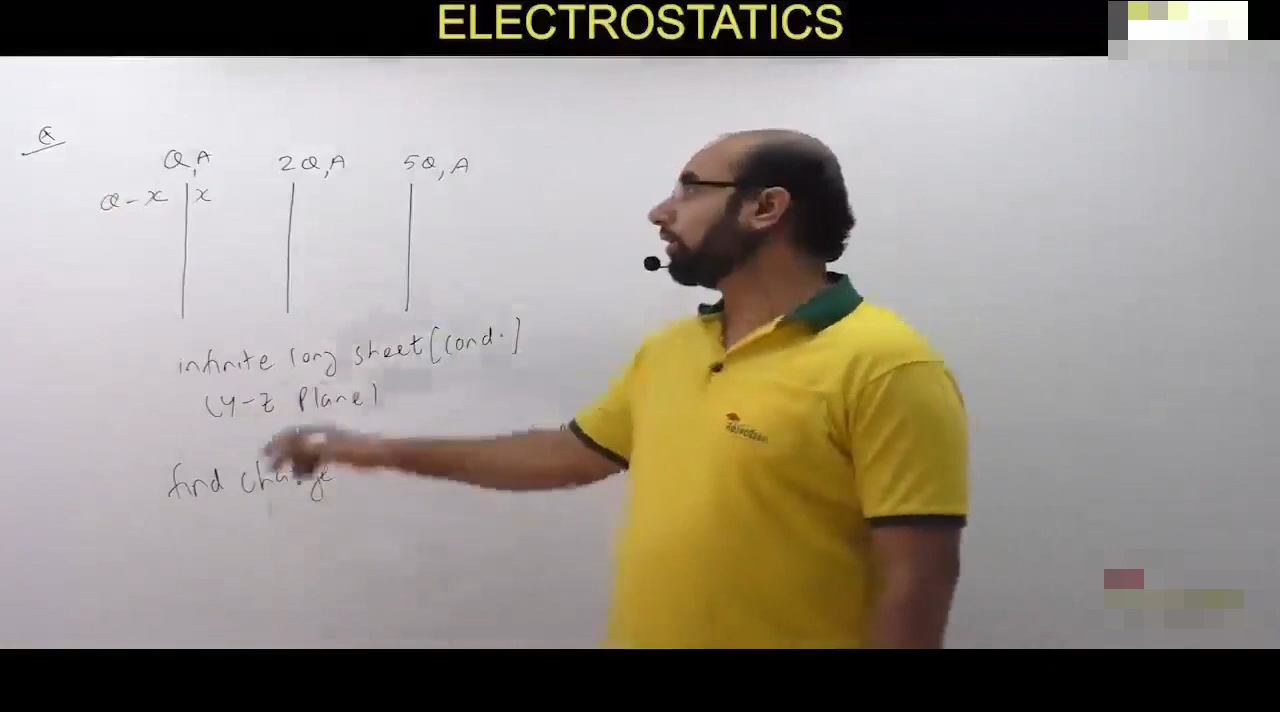 ELECTROSTATICS
Q
Q,A 2Q,A 5Q,A
Q-x x
infinite long sheet [cond.]
(y-z plane)
find charge